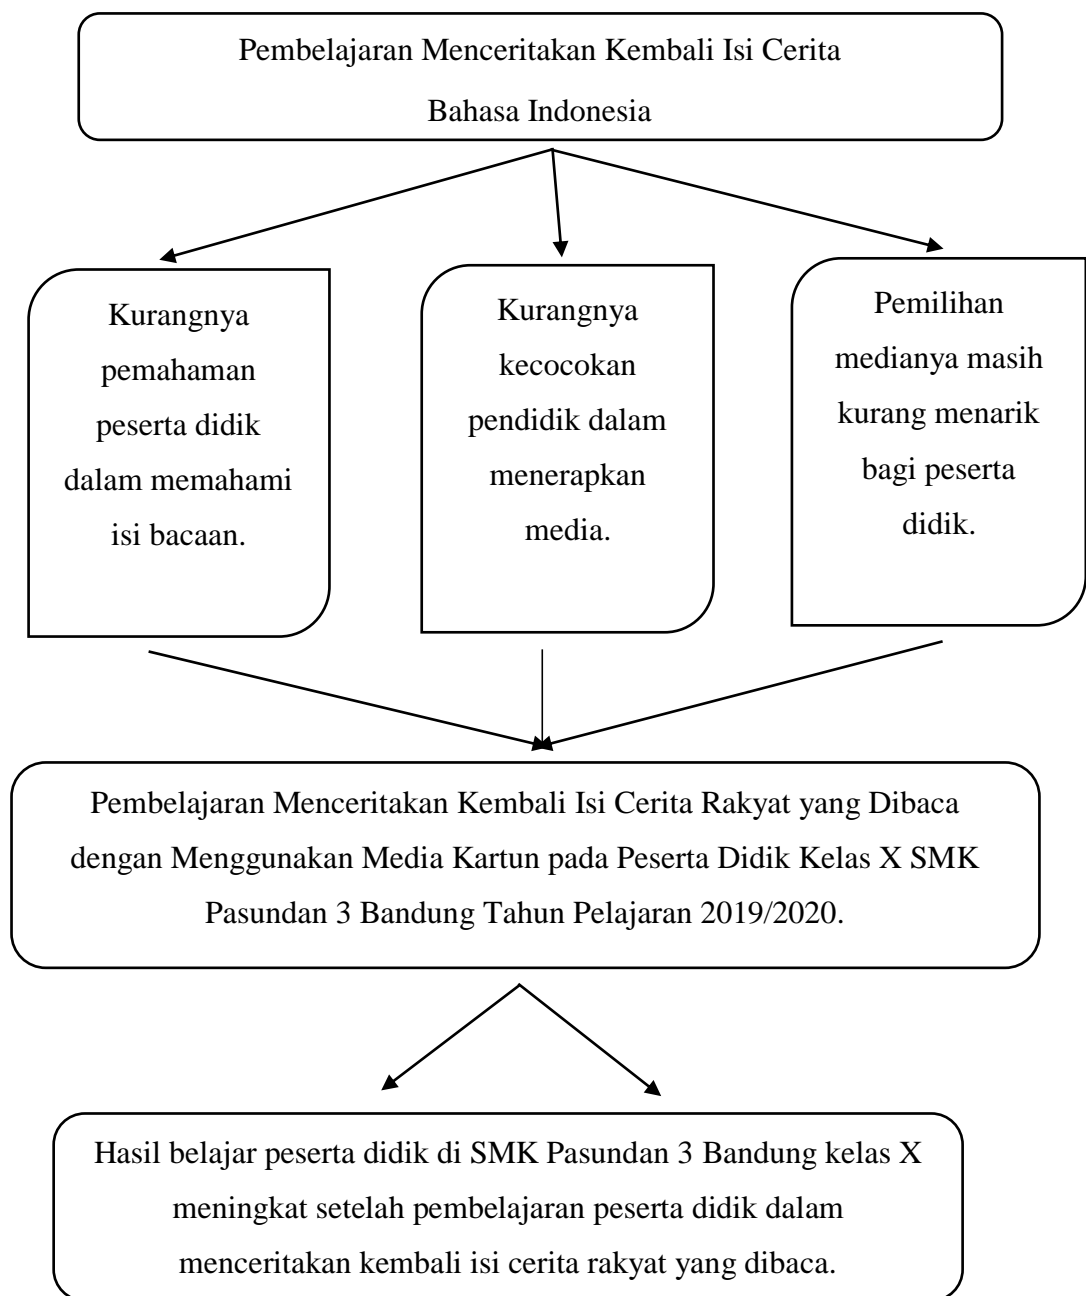 Pembelajaran Menceritakan Kembali Isi Cerita
Bahasa Indonesia
Kurangnya
pemahaman
peserta didik
dalam memahami
isi bacaan.
Kurangnya
kecocokan
pendidik dalam
menerapkan
media.
Pemilihan
medianya masih
kurang menarik
bagi peserta
didik.
Pembelajaran Menceritakan Kembali Isi Cerita Rakyat yang Dibaca
dengan Menggunakan Media Kartun pada Peserta Didik Kelas X SMK
Pasundan 3 Bandung Tahun Pelajaran 2019/2020.
Hasil belajar peserta didik di SMK Pasundan 3 Bandung kelas X
meningkat setelah pembelajaran peserta didik dalam
menceritakan kembali isi cerita rakyat yang dibaca.